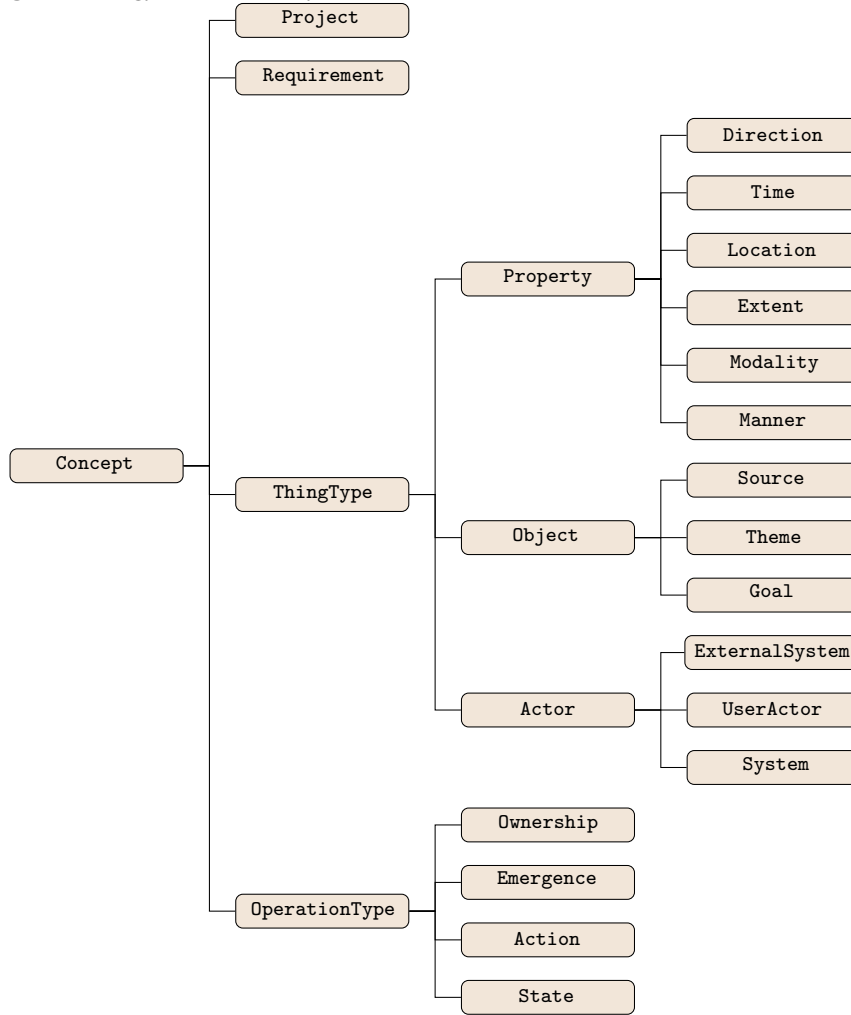 Project
Requirement
Direction
Time
Property
Location
Extent
Modality
Manner
Concept
Source
ThingType
Object
Theme
Goal
ExternalSystem
Actor
UserActor
System
Ownership
Emergence
OperationType
Action
State